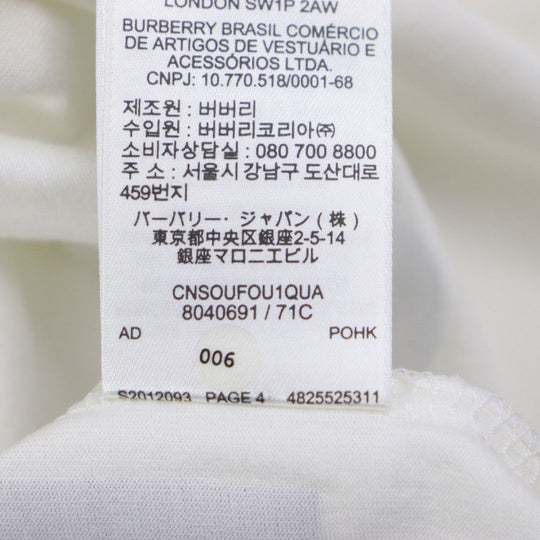 LONDON SW1P 2AW
BURBERRY BRASIL COMÉRCIO
DE ARTIGOS DE VESTUÁRIO E
ACESSÓRIOS LTDA.
CNPJ: 10.770.518/0001-68
제조원 : 버버리
수입원 : 버버리코리아㈜
소비자상담실 : 080 700 8800
주 소 : 서울시 강남구 도산대로
459번지
バーバリー・ジャパン(株)
東京都中央区銀座2-5-14
銀座マロニエビル
CNSOUFOU1QUA
8040691 / 71C
AD POHK
006
S2012093 PAGE 4 4825525311